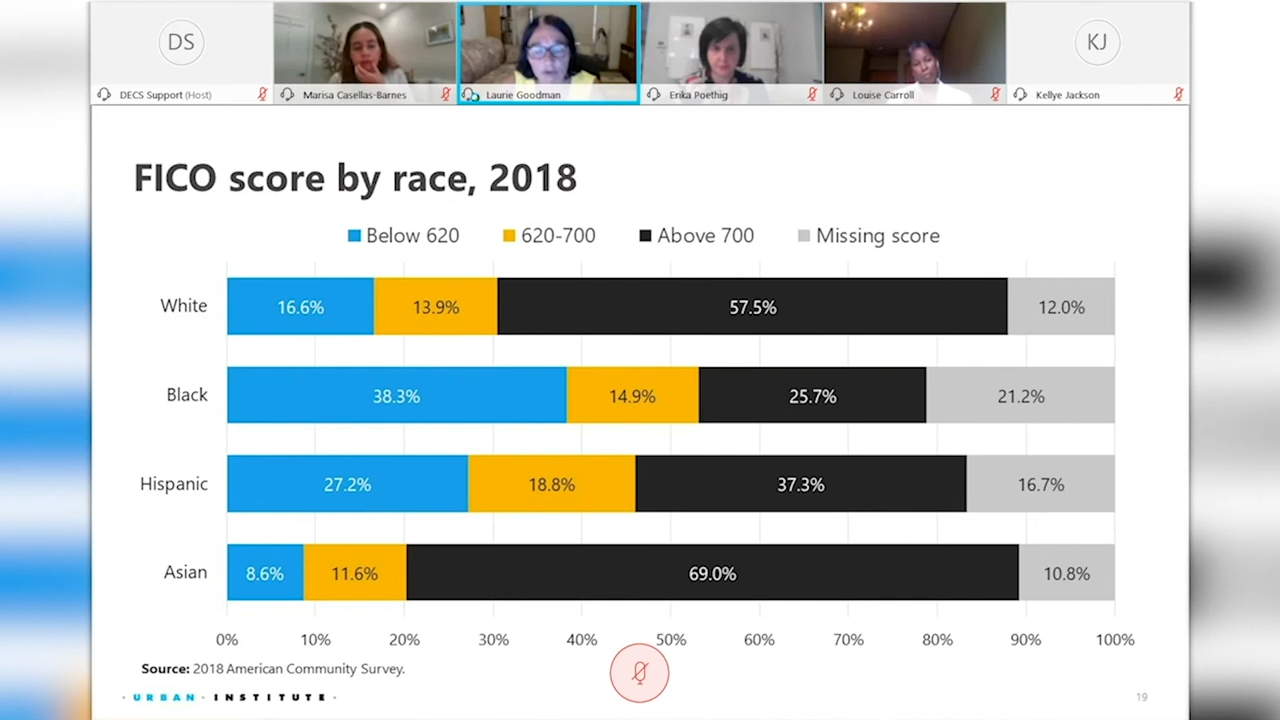 DS
KJ
DECS Support (Host)
Marisa Casellas-Barnes
Laurie Goodman
Erika Poethig
Louise Carroll
Kellye Jackson
FICO score by race, 2018
Below 620 620-700 Above 700 Missing score
White 16.6% 13.9% 57.5% 12.0%
Black 38.3% 14.9% 25.7% 21.2%
Hispanic 27.2% 18.8% 37.3% 16.7%
Asian 8.6% 11.6% 69.0% 10.8%
0% 10% 20% 30% 40% 50% 60% 70% 80% 90% 100%
Source: 2018 American Community Survey.
· URBAN · INSTITUTE · 19